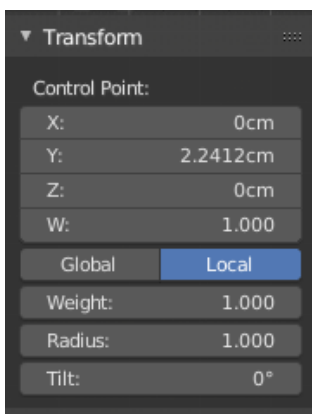 Transform
Control Point:
X: 0cm
Y: 2.2412cm
Z: 0cm
W: 1.000
Global Local
Weight: 1.000
Radius: 1.000
Tilt: 0°